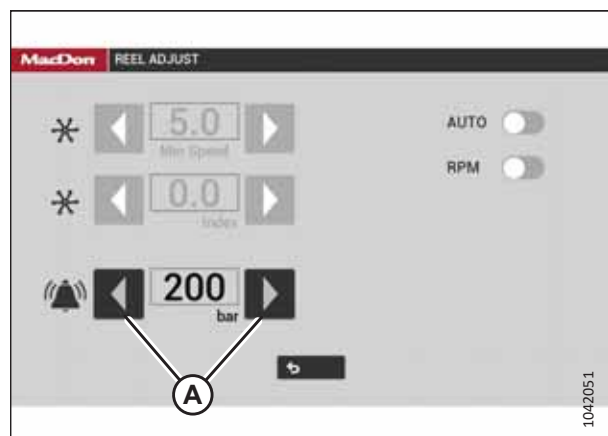 MacDon REEL ADJUST
5.0
Min Speed
0.0
Index
200
bar
AUTO
RPM
A
1042051